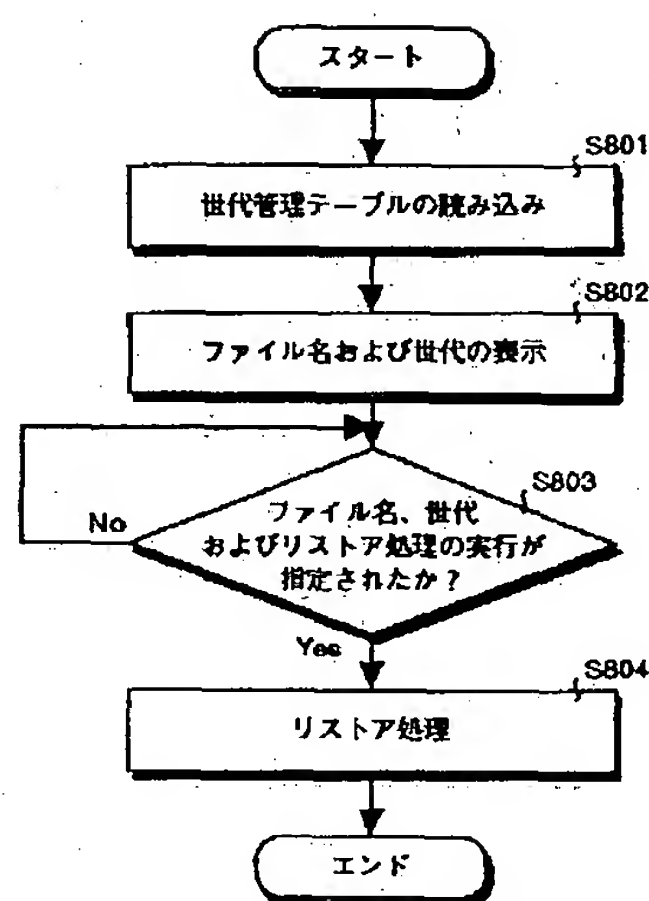 スタート
S801
世代管理テーブルの読み込み
S802
ファイル名および世代の表示
S803
ファイル名、世代
およびリストア処理の実行が
指定されたか?
No
Yes
S804
リストア処理
エンド